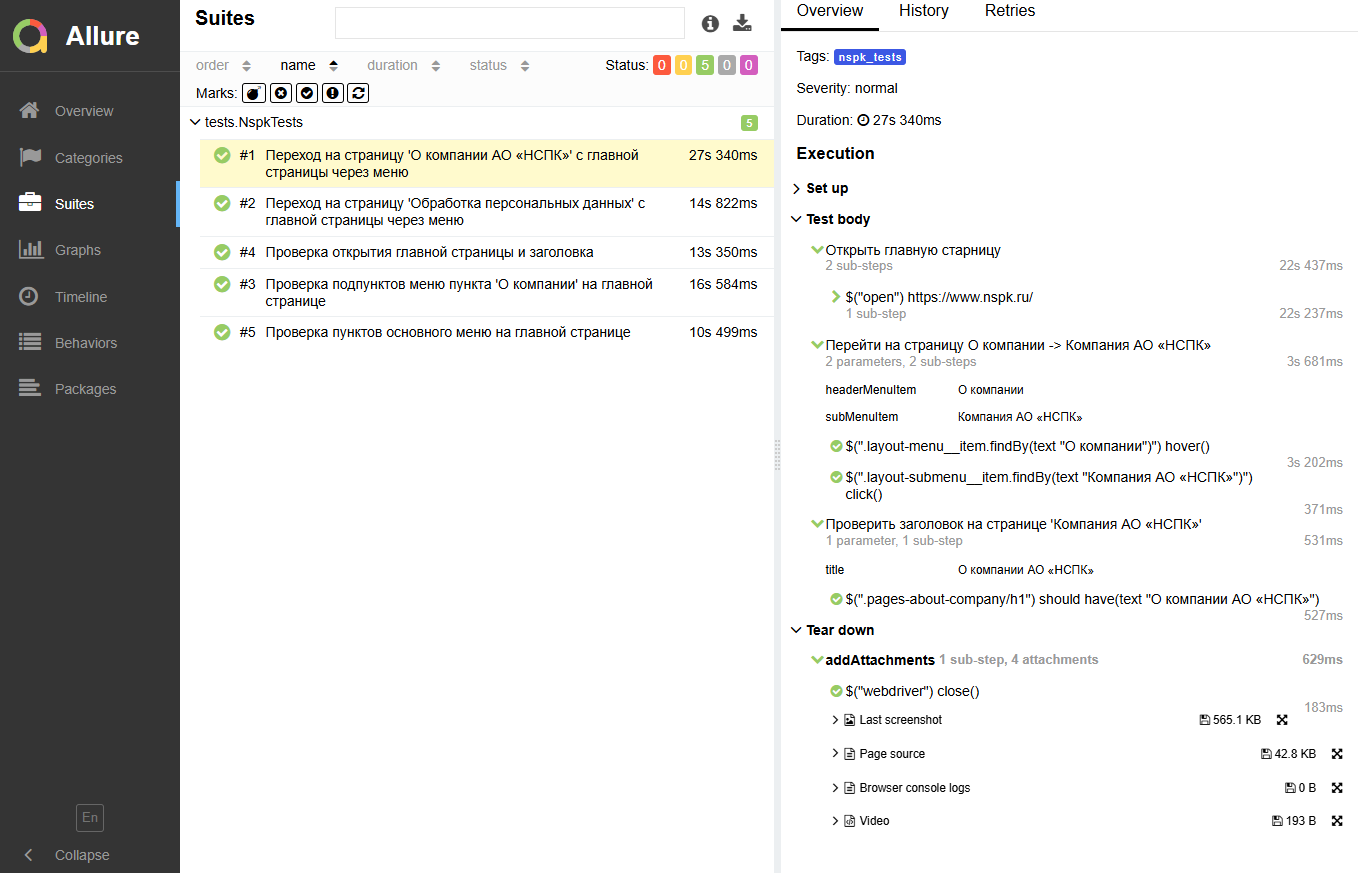 Allure
Overview
Categories
Suites
Graphs
Timeline
Behaviors
Packages
En
Collapse
Suites
order name duration status Status: 0 0 5 0 0
Marks:
tests.NspkTests 5
#1 Переход на страницу 'О компании АО «НСПК»' с главной 27s 340ms
страницы через меню
#2 Переход на страницу 'Обработка персональных данных' с 14s 822ms
главной страницы через меню
#4 Проверка открытия главной страницы и заголовка 13s 350ms
#3 Проверка подпунктов меню пункта 'О компании' на главной 16s 584ms
странице
#5 Проверка пунктов основного меню на главной странице 10s 499ms
Overview History Retries
Tags: nspk_tests
Severity: normal
Duration: 27s 340ms
Execution
Set up
Test body
Открыть главную старницу
2 sub-steps 22s 437ms
$("open") https://www.nspk.ru/
1 sub-step 22s 237ms
Перейти на страницу О компании -> Компания АО «НСПК»
2 parameters, 2 sub-steps 3s 681ms
headerMenuItem О компании
subMenuItem Компания АО «НСПК»
$(".layout-menu__item.findBy(text "О компании")") hover()
3s 202ms
$(".layout-submenu__item.findBy(text "Компания АО «НСПК»")")
click()
371ms
Проверить заголовок на странице 'Компания АО «НСПК»'
1 parameter, 1 sub-step 531ms
title О компании АО «НСПК»
$(".pages-about-company/h1") should have(text "О компании АО «НСПК»")
527ms
Tear down
addAttachments 1 sub-step, 4 attachments 629ms
$("webdriver") close()
183ms
Last screenshot 565.1 KB
Page source 42.8 KB
Browser console logs 0 B
Video 193 B